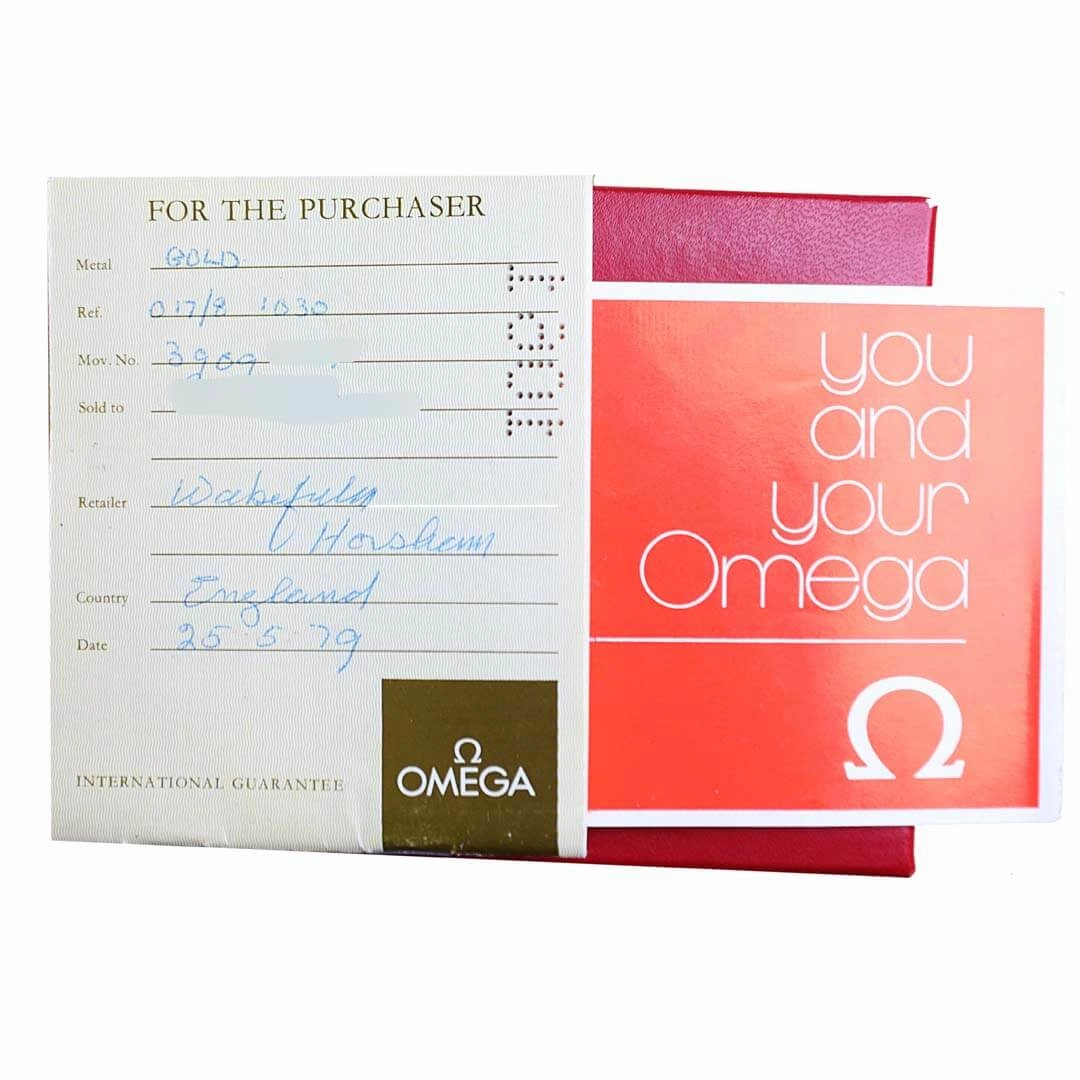 FOR THE PURCHASER
Metal GOLD
Ref. 017/8 1030
Mov. No. 3909
Sold to
Retailer Wakefield
Horsham
Country England
Date 25 5 79
INTERNATIONAL GUARANTEE
Ω
OMEGA
you
and
your
Omega
Ω